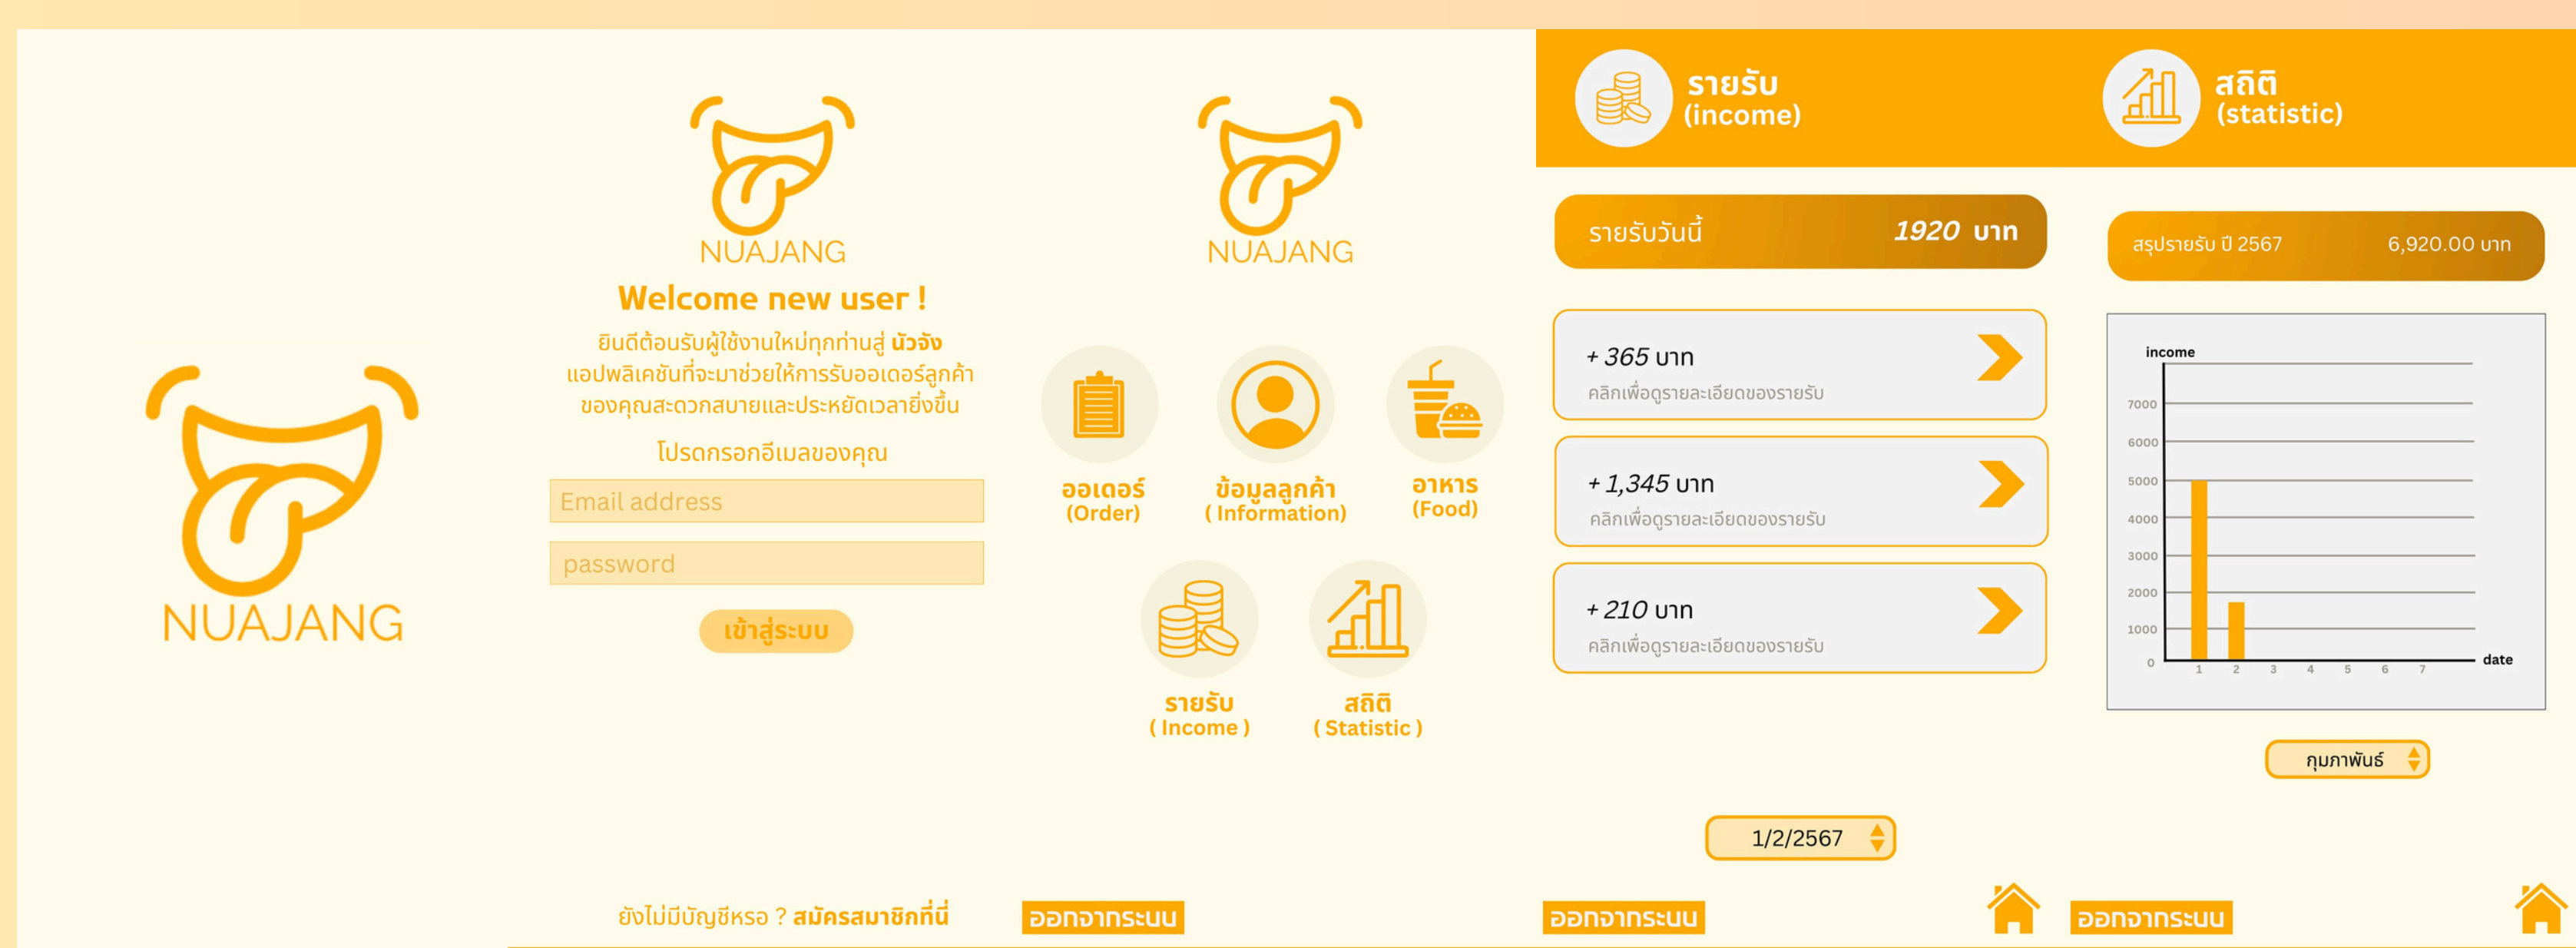 NUAJANG
NUAJANG
Welcome new user !
ยินดีต้อนรับผู้ใช้งานใหม่ทุกท่านสู่ นัวจัง
แอปพลิเคชันที่จะมาช่วยให้การรับออเดอร์ลูกค้า
ของคุณสะดวกสบายและประหยัดเวลายิ่งขึ้น
โปรดกรอกอีเมลของคุณ
Email address
password
เข้าสู่ระบบ
ยังไม่มีบัญชีหรอ ? สมัครสมาชิกที่นี่
NUAJANG
ออเดอร์
(Order)
ข้อมูลลูกค้า
( Information)
อาหาร
(Food)
รายรับ
( Income )
สถิติ
( Statistic )
ออกจากระบบ
รายรับ
(income)
รายรับวันนี้ 1920 บาท
+ 365 บาท
คลิกเพื่อดูรายละเอียดของรายรับ
+ 1,345 บาท
คลิกเพื่อดูรายละเอียดของรายรับ
+ 210 บาท
คลิกเพื่อดูรายละเอียดของรายรับ
1/2/2567
ออกจากระบบ
สถิติ
(statistic)
สรุปรายรับ ปี 2567 6,920.00 บาท
income
7000
6000
5000
4000
3000
2000
1000
0
date
1 2 3 4 5 6 7
กุมภาพันธ์
ออกจากระบบ